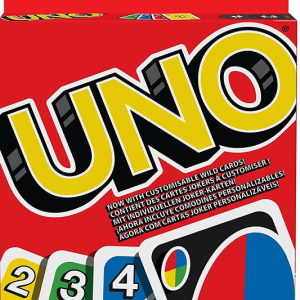 UNO
NOW WITH CUSTOMISABLE WILD CARDS!
CONTIENT DES CARTES JOKERS À CUSTOMISER !
MIT INDIVIDUELLEN JOKER-KARTEN!
¡AHORA INCLUYE COMODINES PERSONALIZABLES!
AGORA COM CARTAS JOKER PERSONALIZÁVEIS!
2 3 4